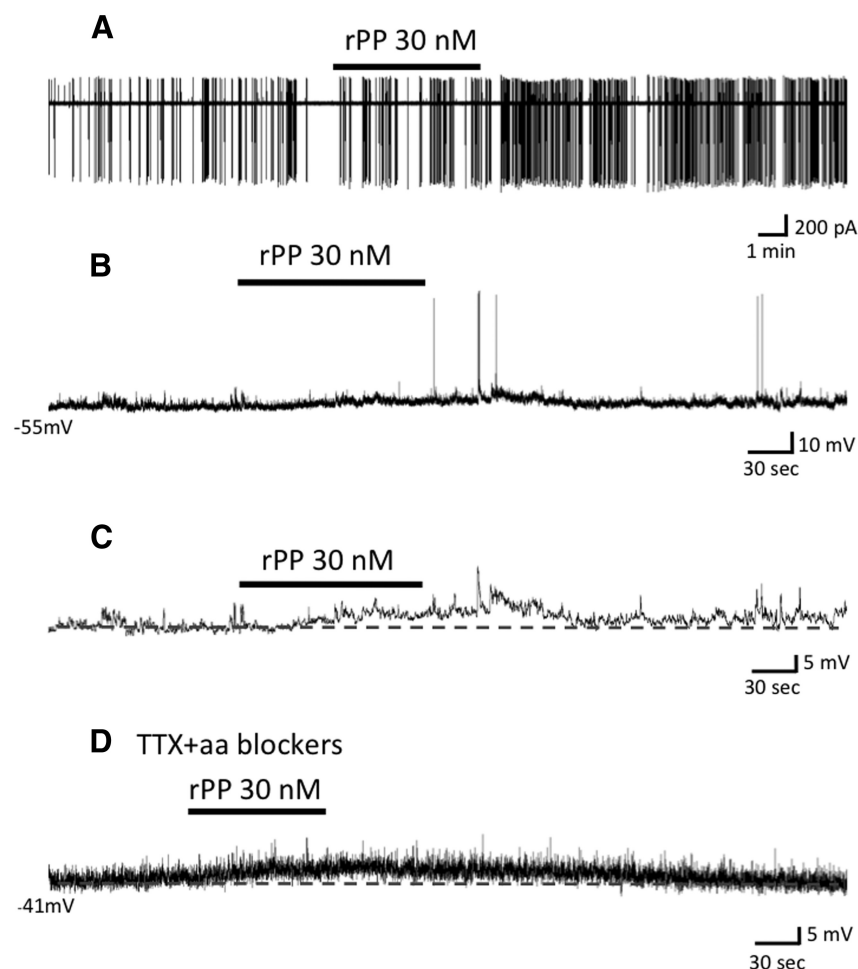 A
rPP 30 nM
200 pA
1 min
B
rPP 30 nM
-55mV
10 mV
30 sec
C
rPP 30 nM
5 mV
30 sec
D TTX+aa blockers
rPP 30 nM
-41mV
5 mV
30 sec